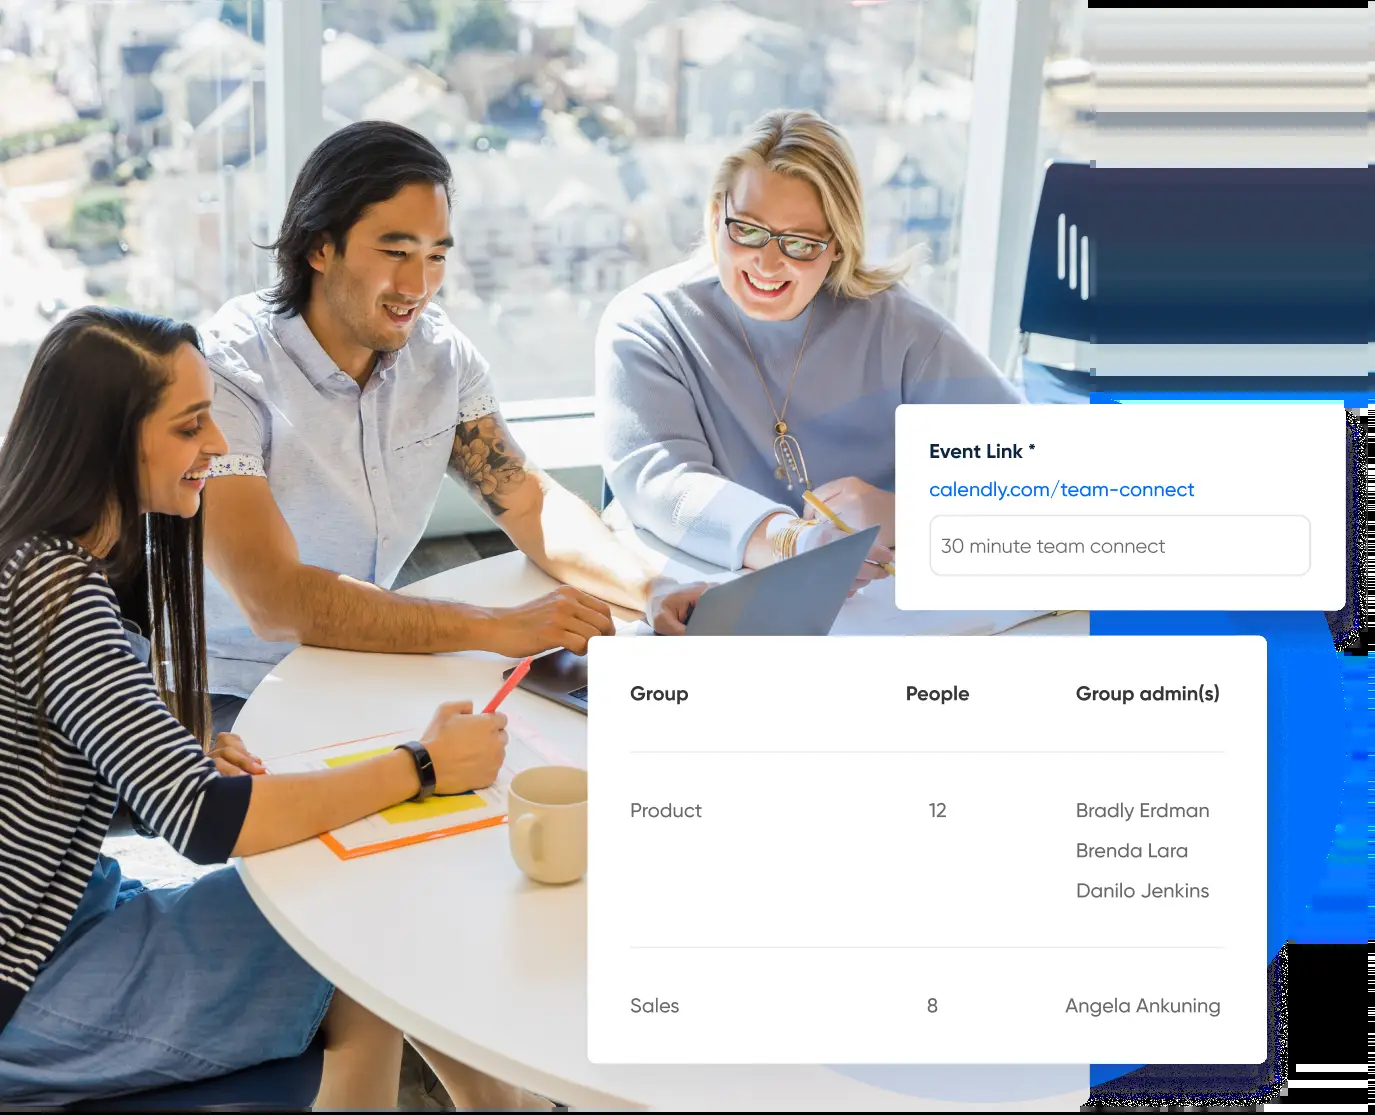 Event Link *
calendly.com/team-connect
30 minute team connect
Group People Group admin(s)
Product 12 Bradly Erdman
Brenda Lara
Danilo Jenkins
Sales 8 Angela Ankuning